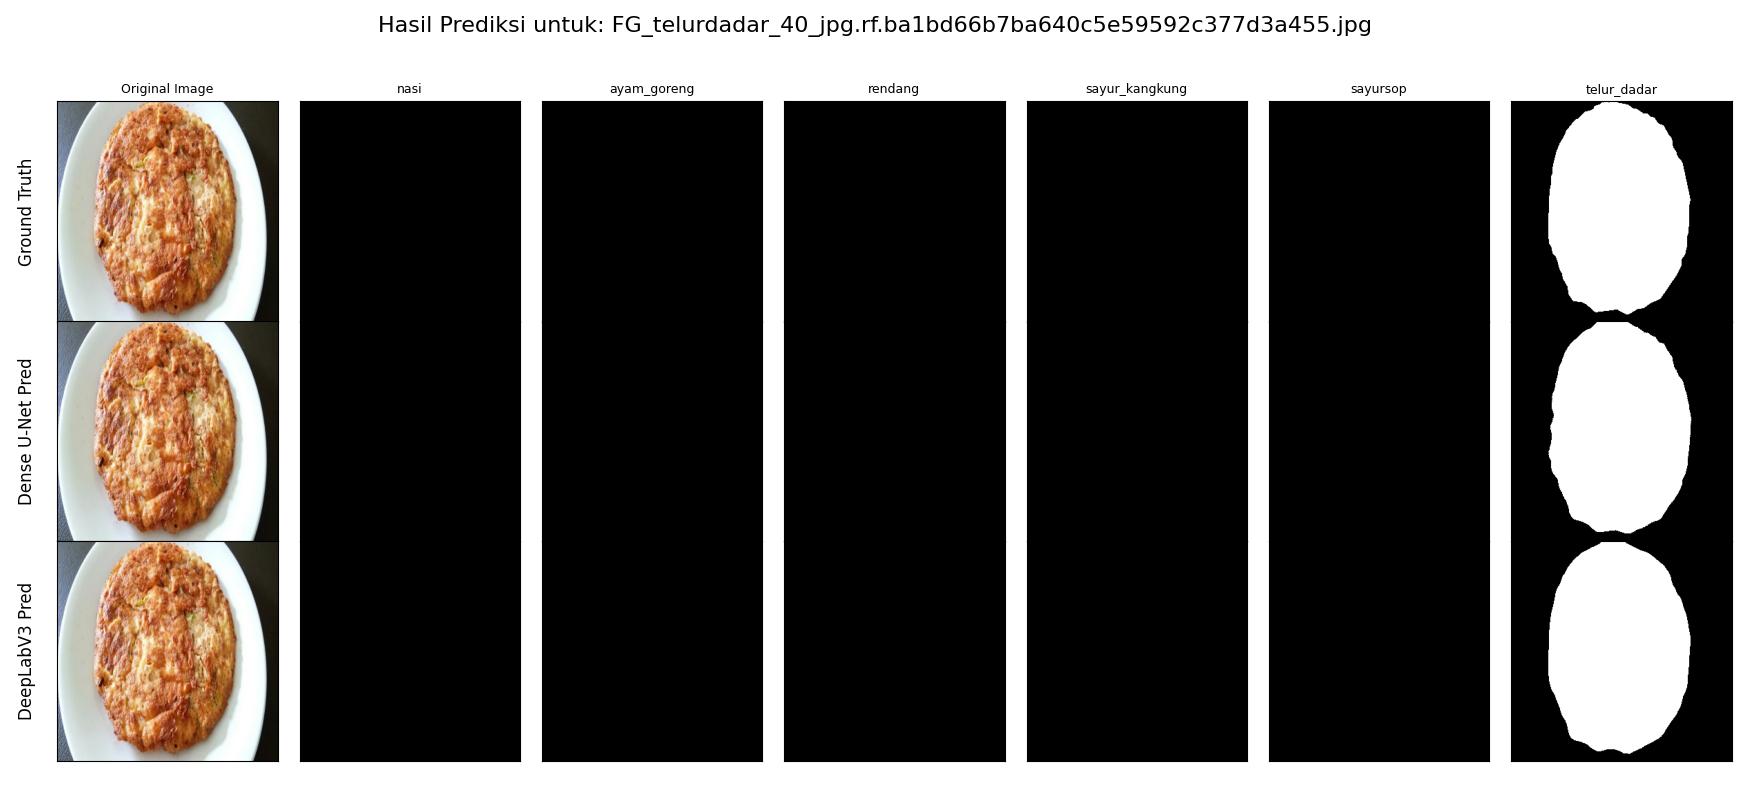 Hasil Prediksi untuk: FG_telurdadar_40_jpg.rf.ba1bd66b7ba640c5e59592c377d3a455.jpg
Original Image
nasi
ayam_goreng
rendang
sayur_kangkung
sayursop
telur_dadar
Ground Truth
Dense U-Net Pred
DeepLabV3 Pred